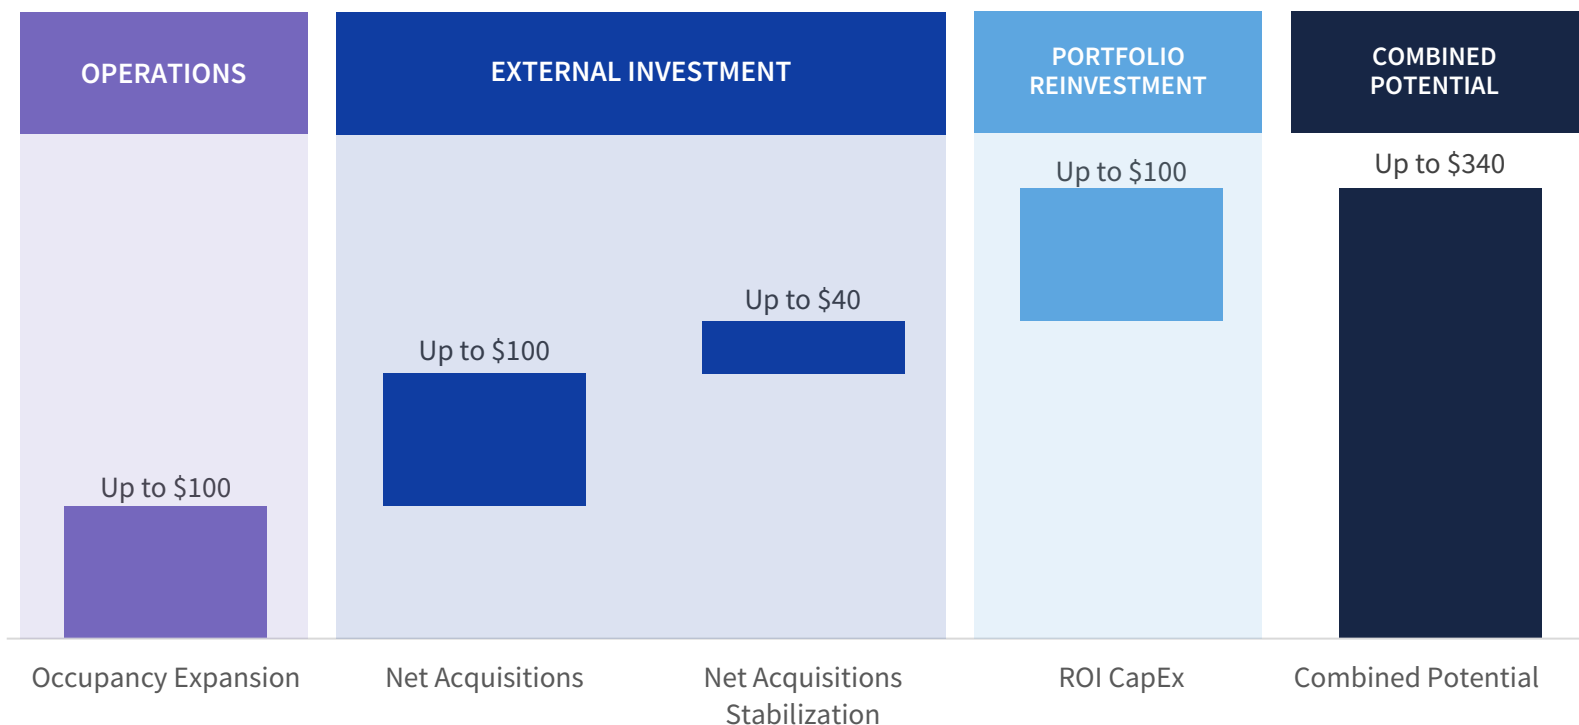 OPERATIONS
EXTERNAL INVESTMENT
PORTFOLIO
REINVESTMENT
COMBINED
POTENTIAL
Up to $100
Up to $100
Up to $40
Up to $100
Up to $340
Occupancy Expansion
Net Acquisitions
Net Acquisitions
Stabilization
ROI CapEx
Combined Potential